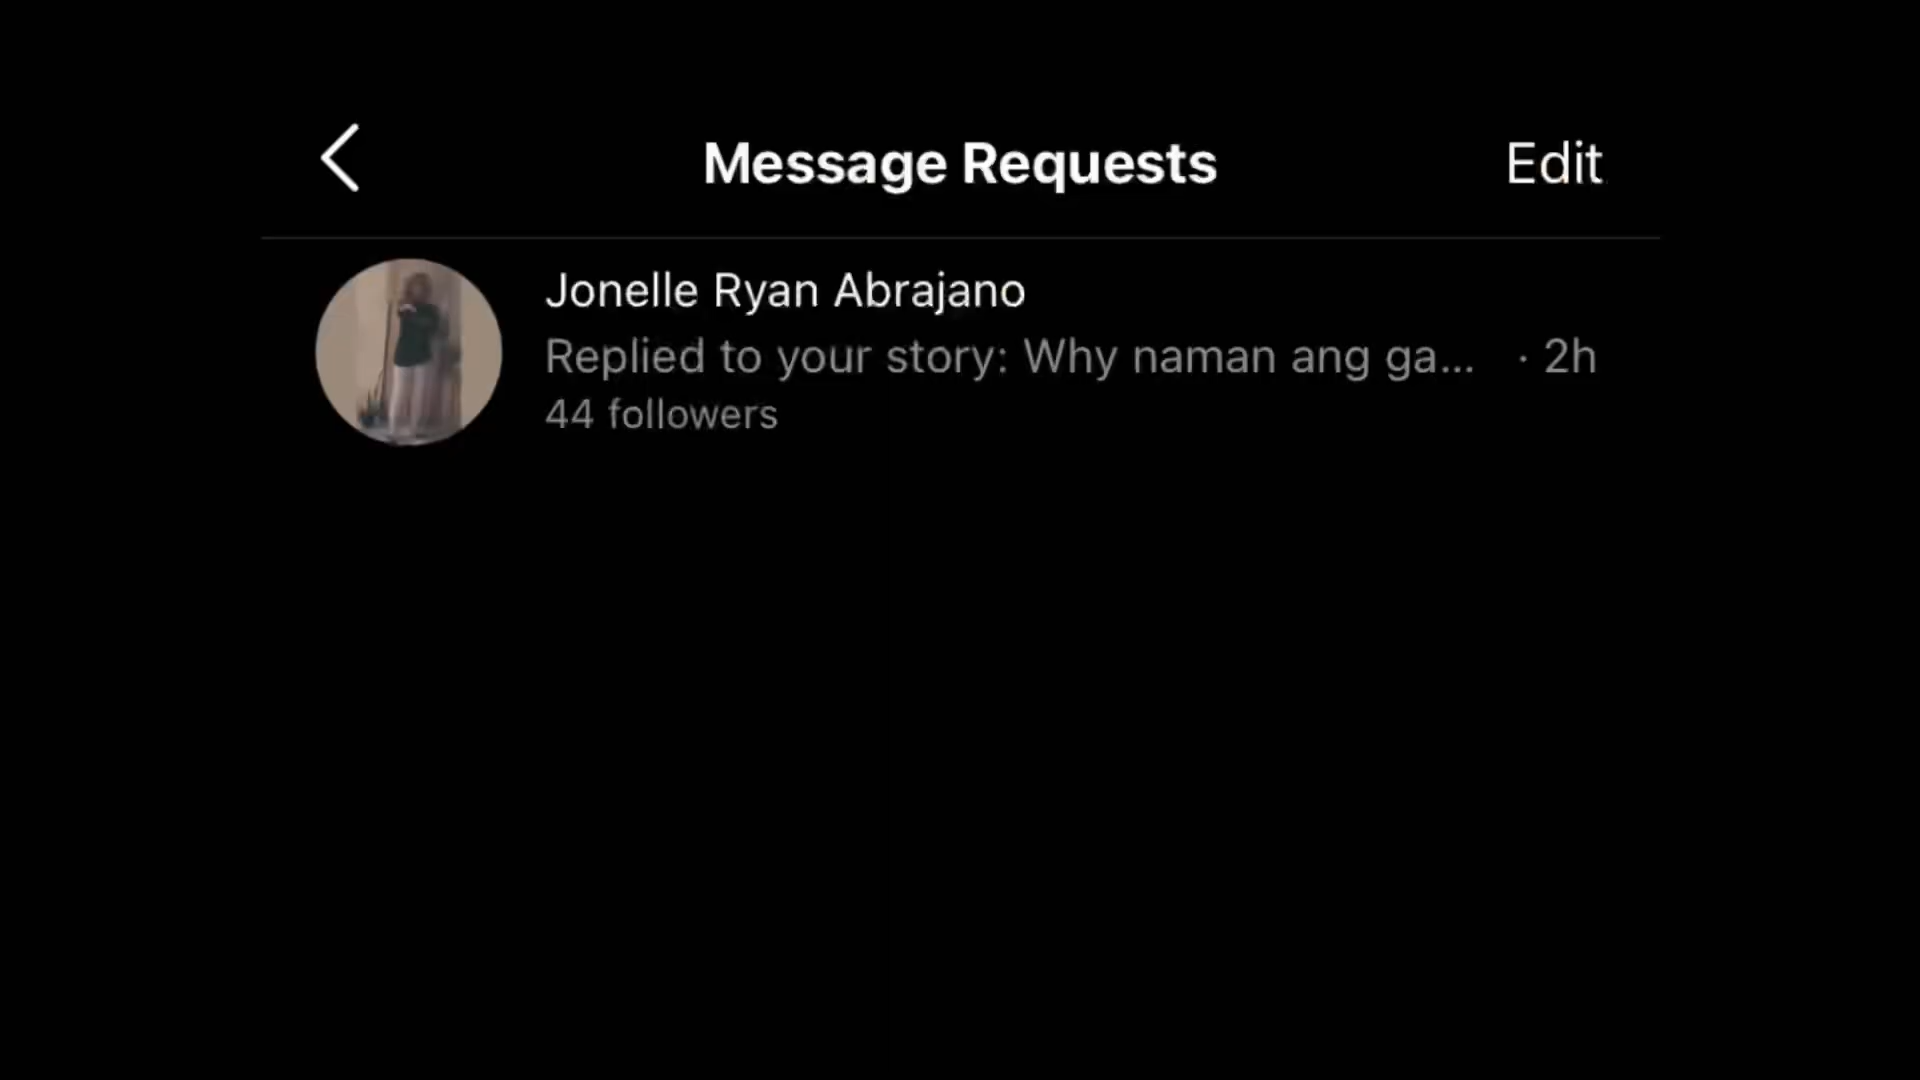 Message Requests Edit
Jonelle Ryan Abrajano
Replied to your story: Why naman ang ga... · 2h
44 followers